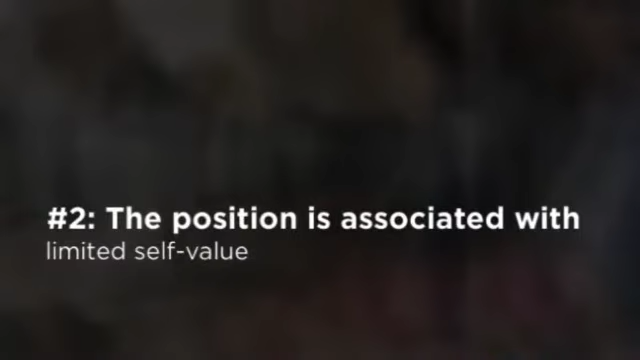 #2: The position is associated with
limited self-value